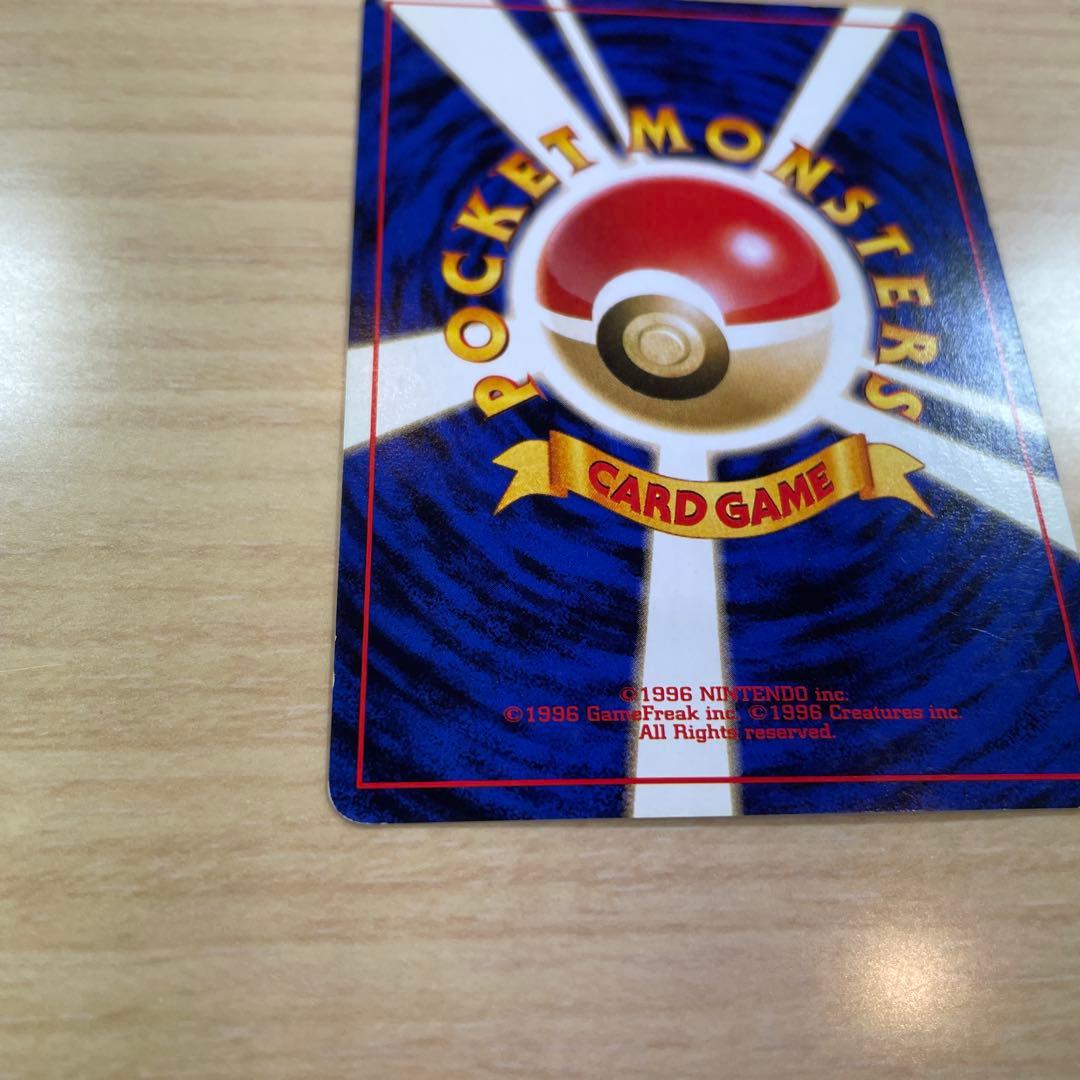 POCKET MONSTERS
CARD GAME
©1996 NINTENDO inc.
©1996 GameFreak inc. ©1996 Creatures inc.
All Rights reserved.